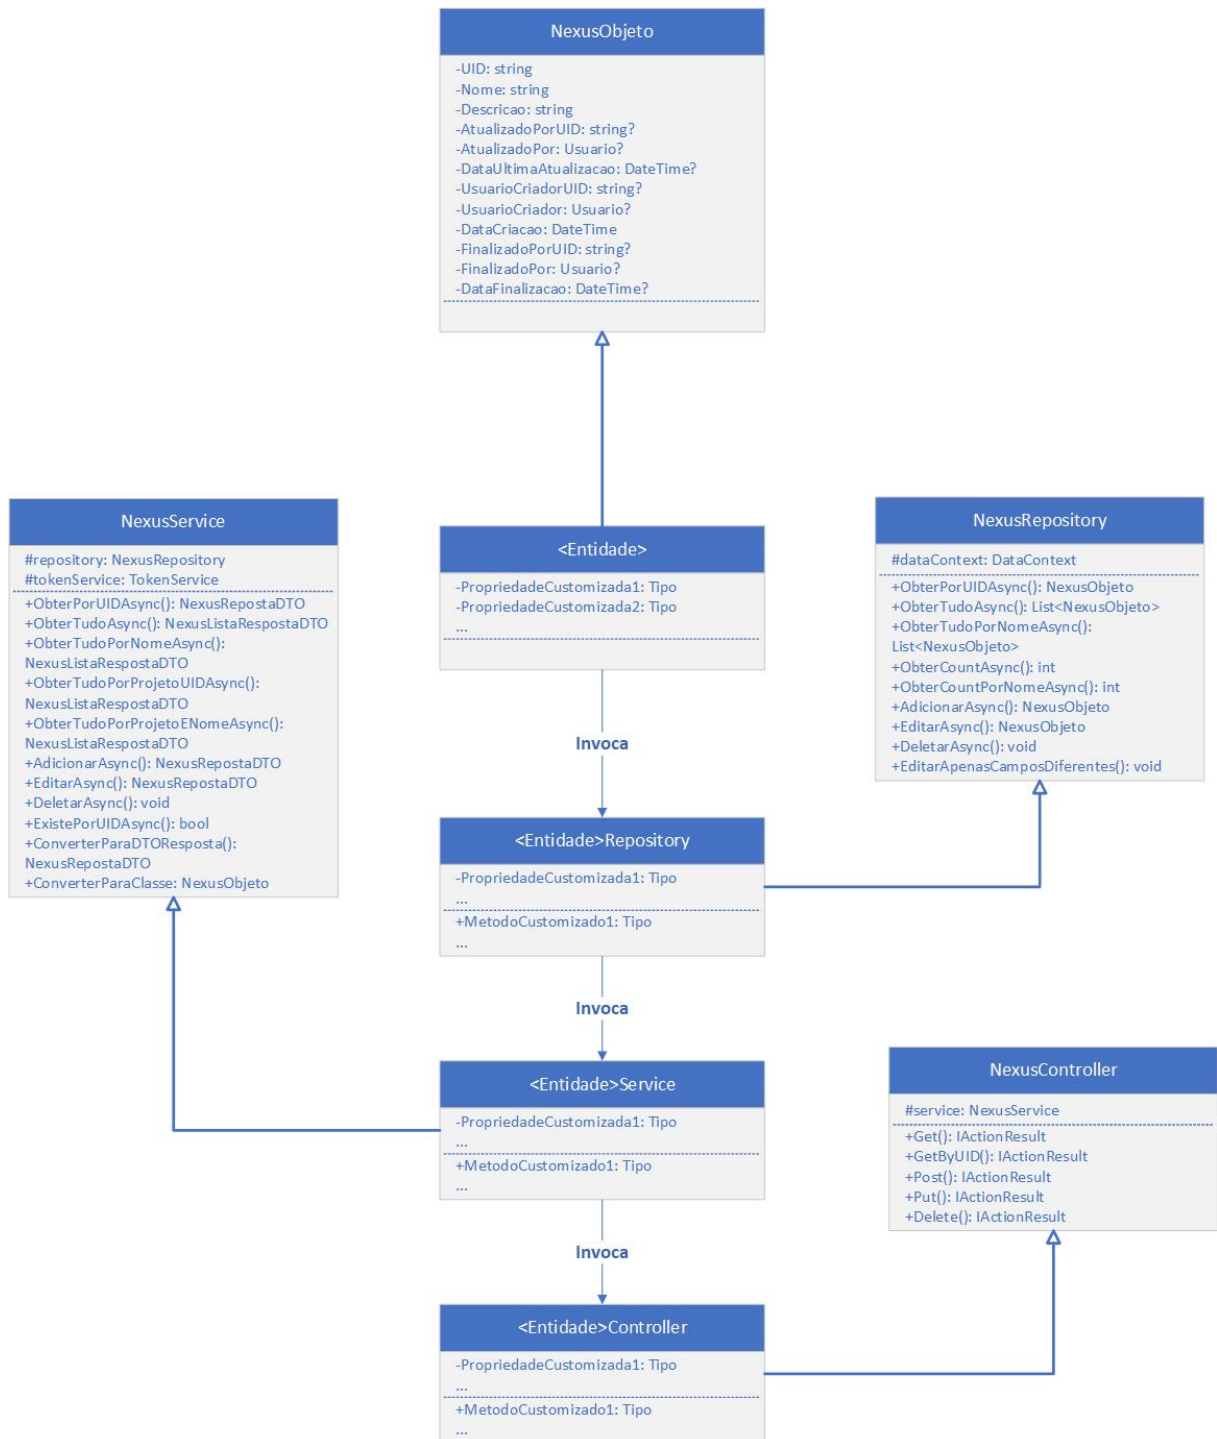 NexusObjeto
-UID: string
-Nome: string
-Descricao: string
-AtualizadoPorUID: string?
-AtualizadoPor: Usuario?
-DataUltimaAtualizacao: DateTime?
-UsuarioCriadorUID: string?
-UsuarioCriador: Usuario?
-DataCriacao: DateTime
-FinalizadoPorUID: string?
-FinalizadoPor: Usuario?
-DataFinalizacao: DateTime?
NexusService
#repository: NexusRepository
#tokenService: TokenService
+ObterPorUIDAsync(): NexusRepostaDTO
+ObterTudoAsync(): NexusListaRespostaDTO
+ObterTudoPorNomeAsync():
NexusListaRespostaDTO
+ObterTudoPorProjetoUIDAsync():
NexusListaRespostaDTO
+ObterTudoPorProjetoENomeAsync():
NexusListaRespostaDTO
+AdicionarAsync(): NexusRepostaDTO
+EditarAsync(): NexusRepostaDTO
+DeletarAsync(): void
+ExistePorUIDAsync(): bool
+ConverterParaDTOResposta():
NexusRepostaDTO
+ConverterParaClasse: NexusObjeto
<Entidade>
-PropriedadeCustomizada1: Tipo
-PropriedadeCustomizada2: Tipo
...
NexusRepository
#dataContext: DataContext
+ObterPorUIDAsync(): NexusObjeto
+ObterTudoAsync(): List<NexusObjeto>
+ObterTudoPorNomeAsync():
List<NexusObjeto>
+ObterCountAsync(): int
+ObterCountPorNomeAsync(): int
+AdicionarAsync(): NexusObjeto
+EditarAsync(): NexusObjeto
+DeletarAsync(): void
+EditarApenasCamposDiferentes(): void
Invoca
<Entidade>Repository
-PropriedadeCustomizada1: Tipo
...
+MetodoCustomizado1: Tipo
...
Invoca
<Entidade>Service
-PropriedadeCustomizada1: Tipo
...
+MetodoCustomizado1: Tipo
...
NexusController
#service: NexusService
+Get(): IActionResult
+GetByUID(): IActionResult
+Post(): IActionResult
+Put(): IActionResult
+Delete(): IActionResult
Invoca
<Entidade>Controller
-PropriedadeCustomizada1: Tipo
...
+MetodoCustomizado1: Tipo
...